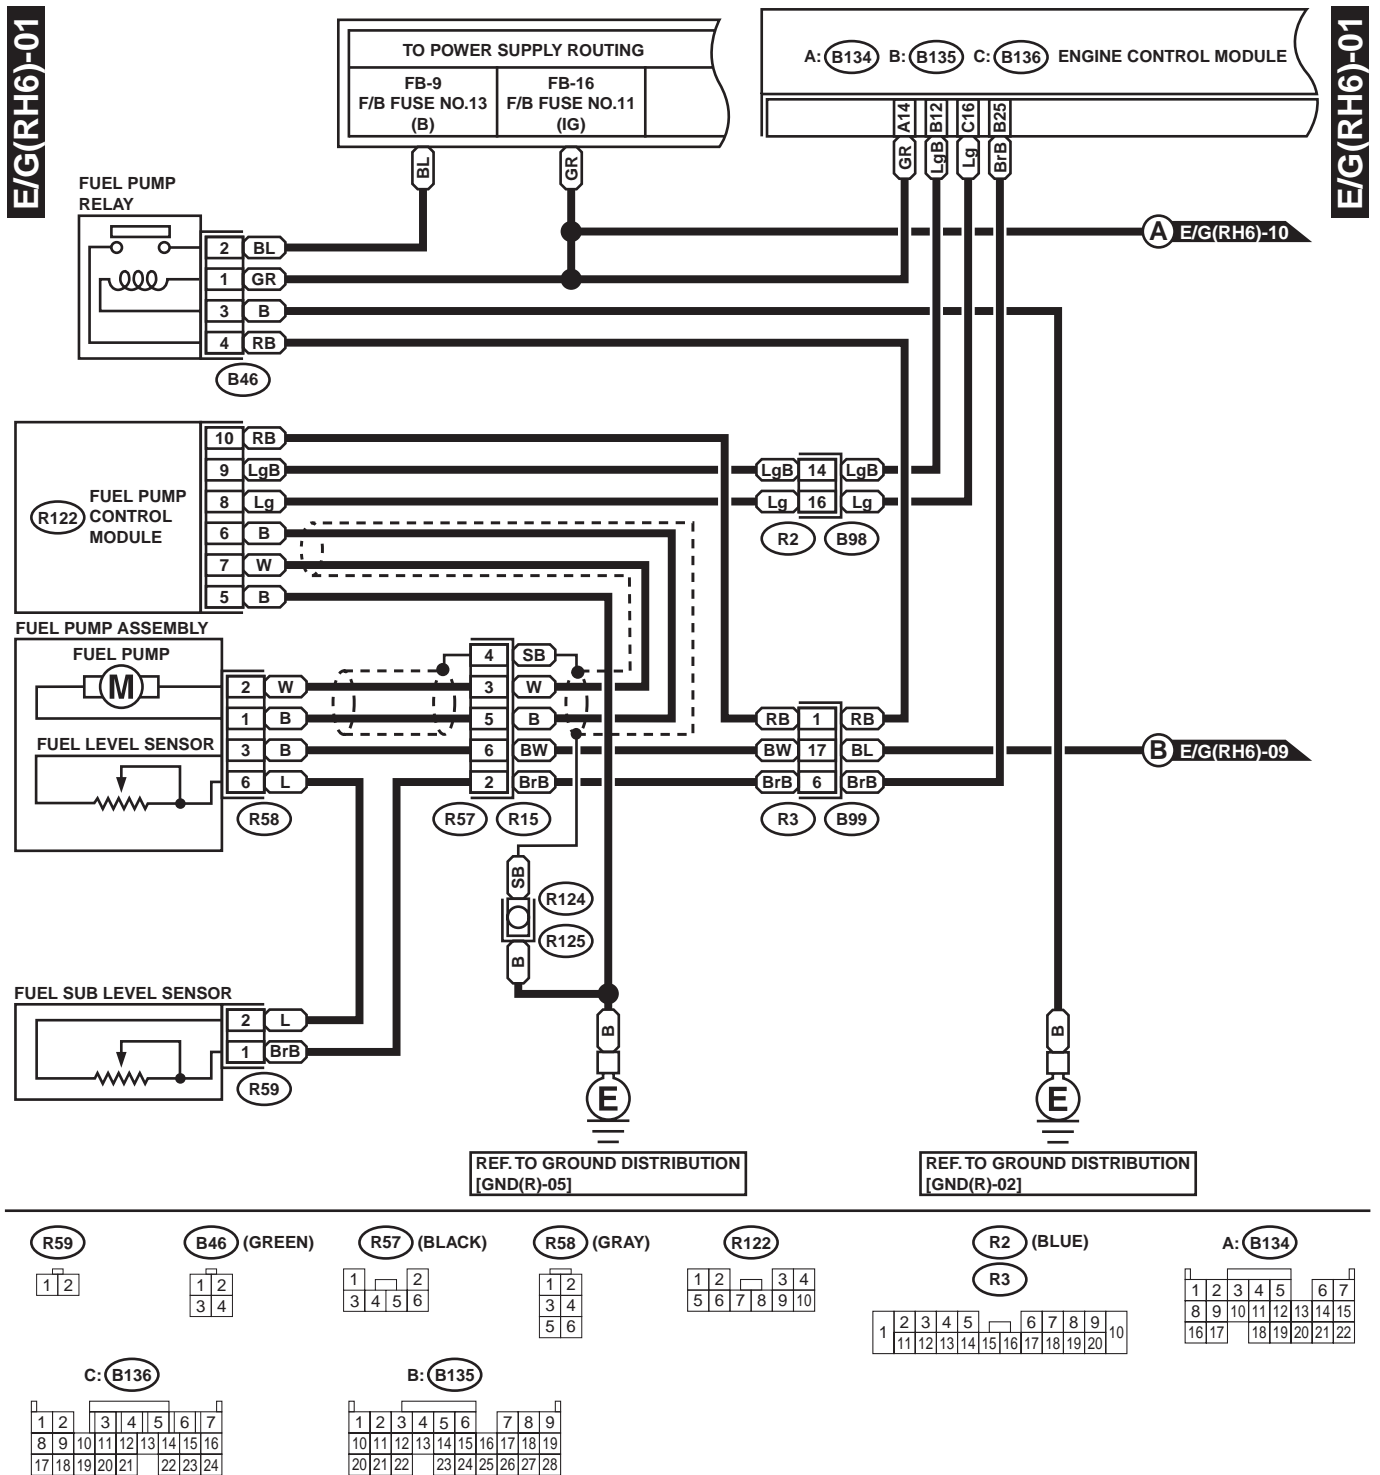 E/G(RH6)-01
E/G(RH6)-01
TO POWER SUPPLY ROUTING
FB-9
F/B FUSE NO.13
(B)
FB-16
F/B FUSE NO.11
(IG)
A: B134 B: B135 C: B136 ENGINE CONTROL MODULE
A14 B12 C16 B25
GR LgB Lg BrB
BL
GR
FUEL PUMP
RELAY
A E/G(RH6)-10
2 BL
1 GR
3 B
4 RB
B46
R122
FUEL PUMP
CONTROL
MODULE
10 RB
9 LgB
8 Lg
6 B
7 W
5 B
LgB 14 LgB
Lg 16 Lg
R2 B98
FUEL PUMP ASSEMBLY
FUEL PUMP
M
FUEL LEVEL SENSOR
2 W
1 B
3 B
6 L
R58
4 SB
3 W
5 B
6 BW
2 BrB
R57 R15
RB 1 RB
BW 17 BL
BrB 6 BrB
R3 B99
B E/G(RH6)-09
SB
R124
R125
B
FUEL SUB LEVEL SENSOR
2 L
1 BrB
R59
B
E
REF. TO GROUND DISTRIBUTION
[GND(R)-05]
B
E
REF. TO GROUND DISTRIBUTION
[GND(R)-02]
R59
1 2
B46 (GREEN)
1 2
3 4
R57 (BLACK)
1 2
3 4 5 6
R58 (GRAY)
1 2
3 4
5 6
R122
1 2 3 4
5 6 7 8 9 10
R2 (BLUE)
R3
1 2 3 4 5 6 7 8 9 10
11 12 13 14 15 16 17 18 19 20
A: B134
1 2 3 4 5 6 7
8 9 10 11 12 13 14 15
16 17 18 19 20 21 22
C: B136
1 2 3 4 5 6 7
8 9 10 11 12 13 14 15 16
17 18 19 20 21 22 23 24
B: B135
1 2 3 4 5 6 7 8 9
10 11 12 13 14 15 16 17 18 19
20 21 22 23 24 25 26 27 28